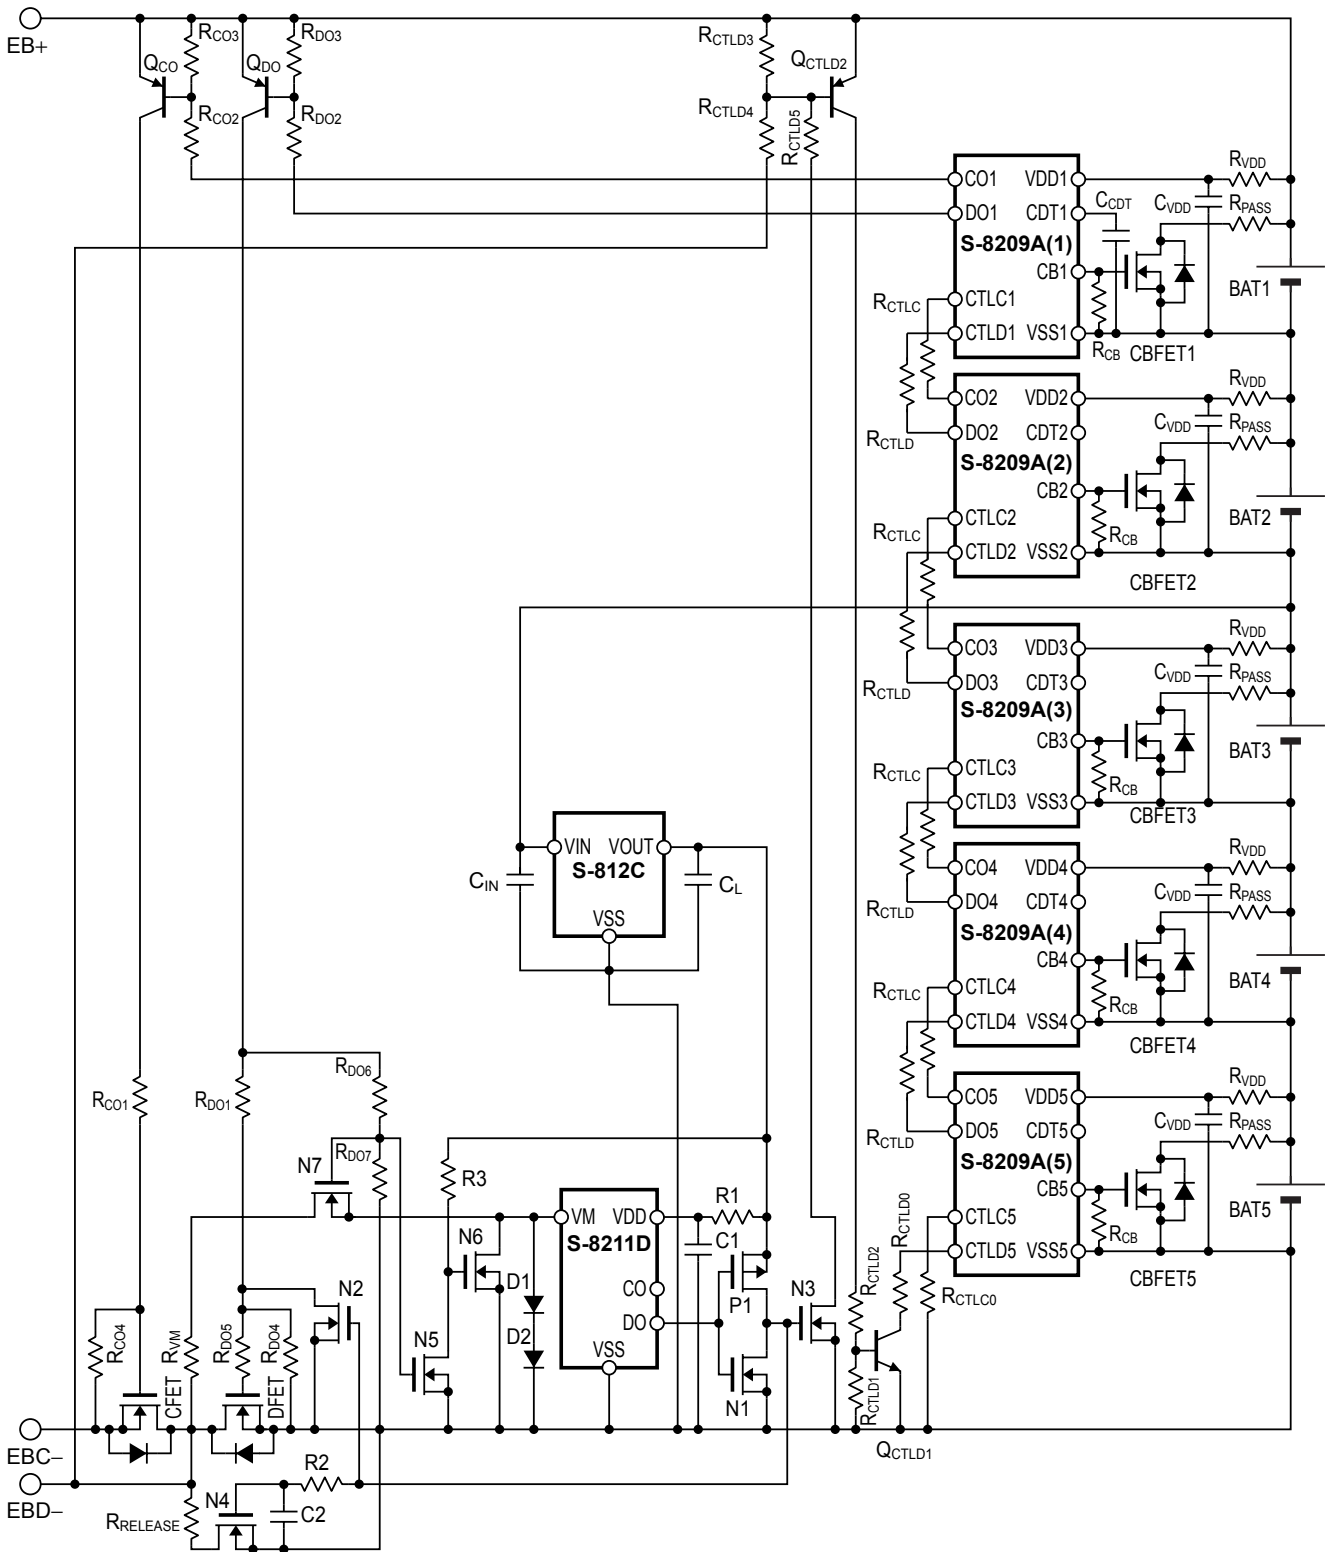 EB+
RCO3
RDO3
RCTLD3
QCO
QDO
QCTLD2
RCO2
RDO2
RCTLD4
RCTLD5
CO1
VDD1
RVDD
DO1
CDT1
CCDT
CVDD
RPASS
S-8209A(1)
CB1
BAT1
RCTLC
CTLC1
CTLD1
VSS1
RCB
CBFET1
CO2
VDD2
RVDD
RCTLD
DO2
CDT2
CVDD
RPASS
S-8209A(2)
CB2
BAT2
RCTLC
CTLC2
RCB
CTLD2
VSS2
CBFET2
CO3
VDD3
RVDD
RCTLD
DO3
CDT3
CVDD
RPASS
S-8209A(3)
CB3
BAT3
RCTLC
CTLC3
RCB
CTLD3
VSS3
CBFET3
VIN
VOUT
S-812C
CIN
CL
VSS
CO4
VDD4
RVDD
RCTLD
DO4
CDT4
CVDD
RPASS
S-8209A(4)
CB4
BAT4
RCTLC
CTLC4
RCB
CTLD4
VSS4
CBFET4
RCO1
RDO1
RDO6
CO5
VDD5
RVDD
RCTLD
DO5
CDT5
CVDD
RPASS
S-8209A(5)
CB5
BAT5
CTLC5
RCB
CTLD5
VSS5
CBFET5
N7
RDO7
R3
VM
VDD
R1
S-8211D
C1
N6
D1
CO
P1
N3
RCTLD0
RCTLD2
RCTLC0
N2
DO
D2
N5
VSS
N1
RCTLD1
RCO4
RVM
RDO5
RDO4
CFET
DFET
EBC−
QCTLD1
R2
EBD−
N4
C2
RRELEASE